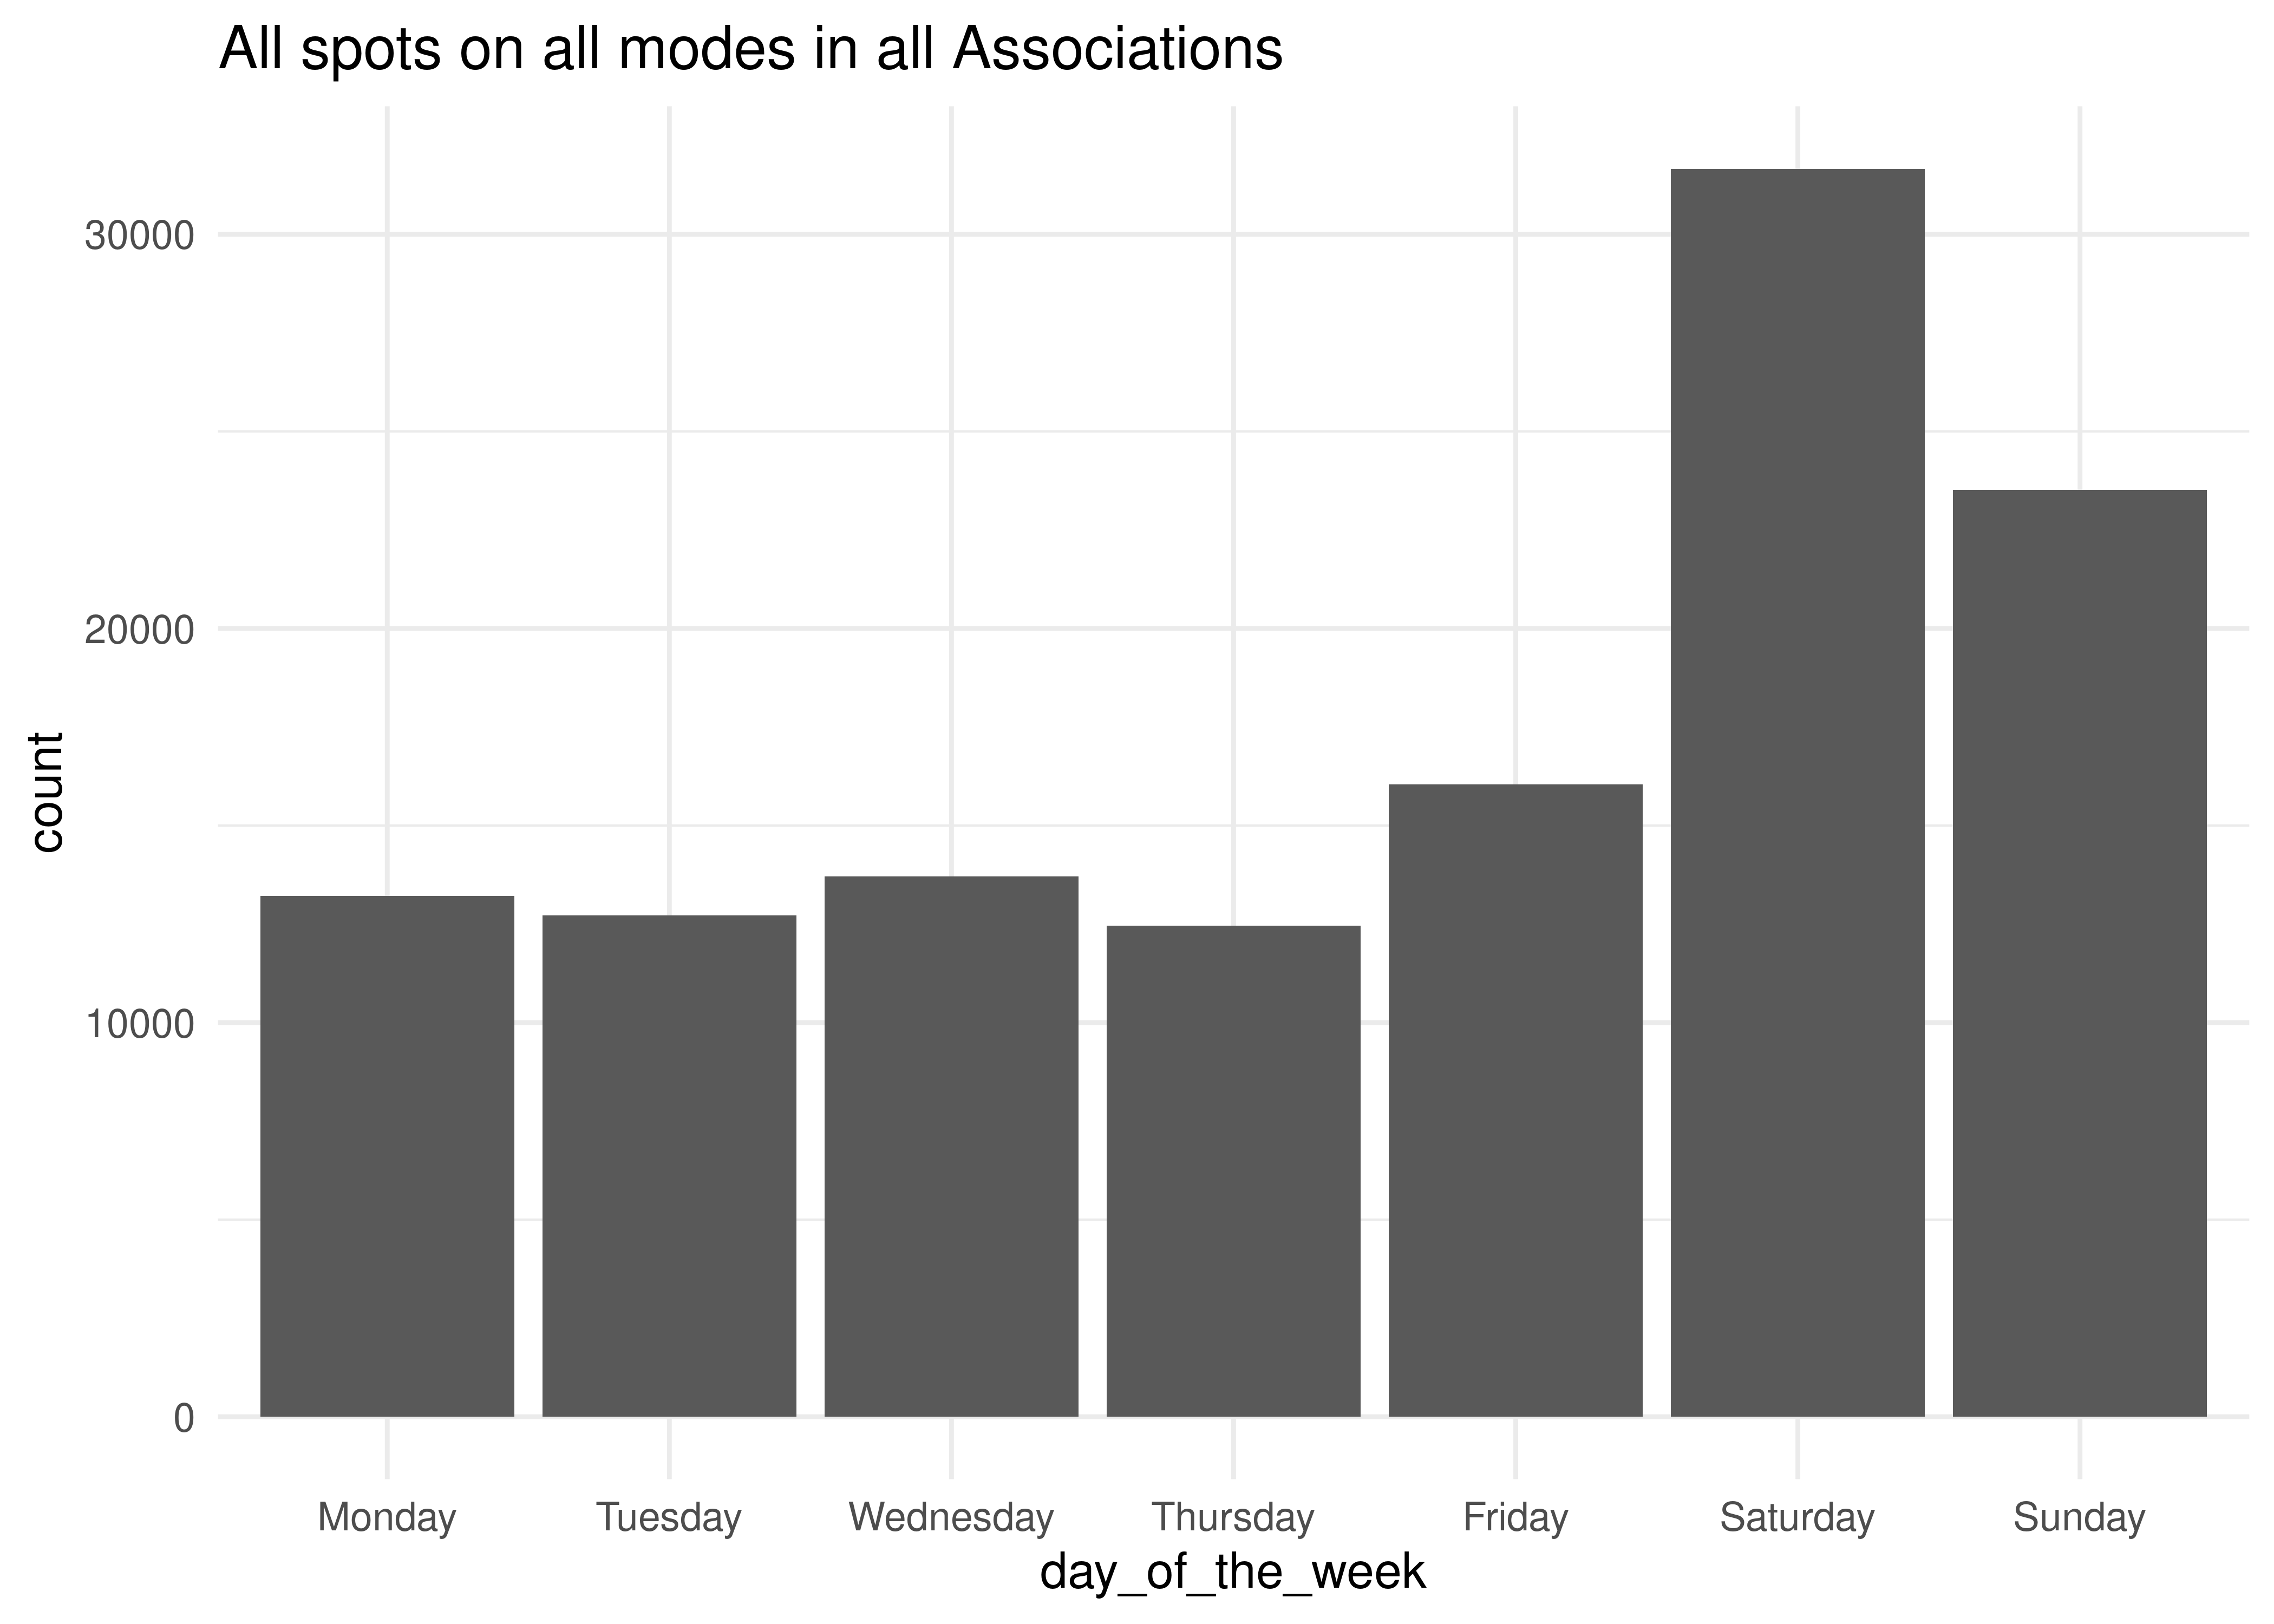 All spots on all modes in all Associations
count
30000
20000
10000
0
Monday Tuesday Wednesday Thursday Friday Saturday Sunday
day_of_the_week